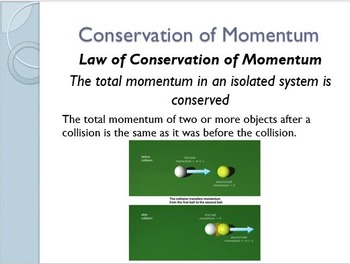 Conservation of Momentum
Law of Conservation of Momentum
The total momentum in an isolated system is
conserved
The total momentum of two or more objects after a
collision is the same as it was before the collision.
before
collision
first ball
momentum = m × v
second ball
momentum = 0
The collision transfers momentum
from the first ball to the second ball.
after
collision
first ball
momentum = 0
second ball